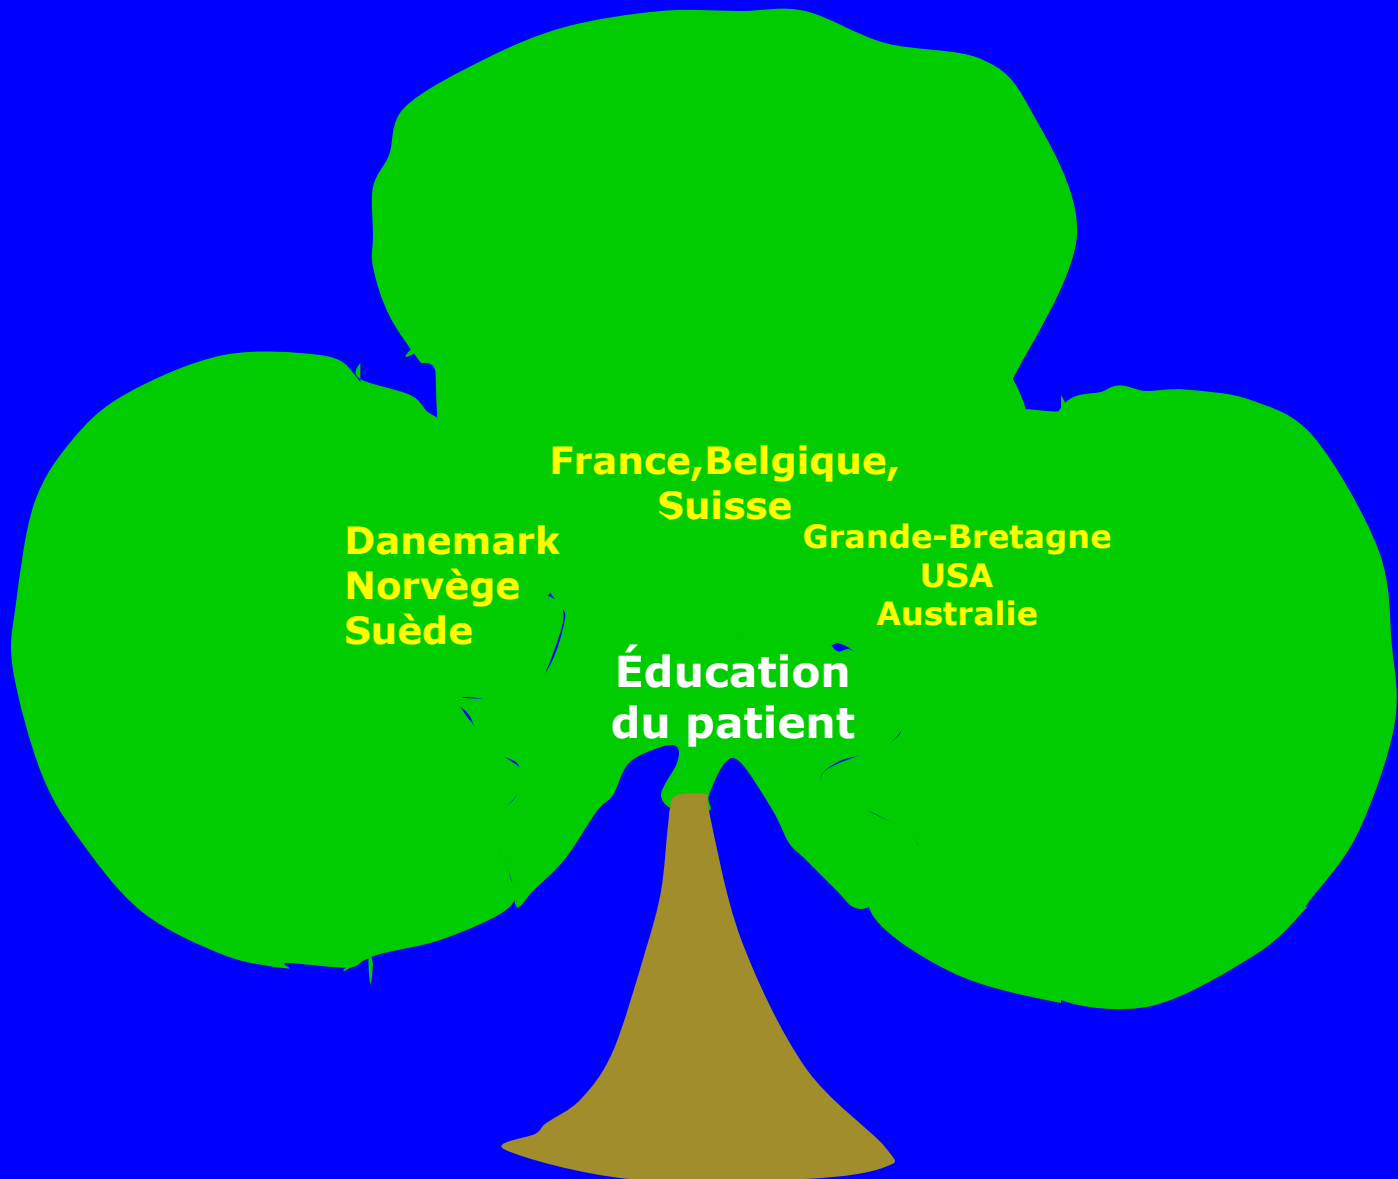 France,Belgique,
Suisse
Danemark
Norvège
Suède
Grande-Bretagne
USA
Australie
Éducation
du patient